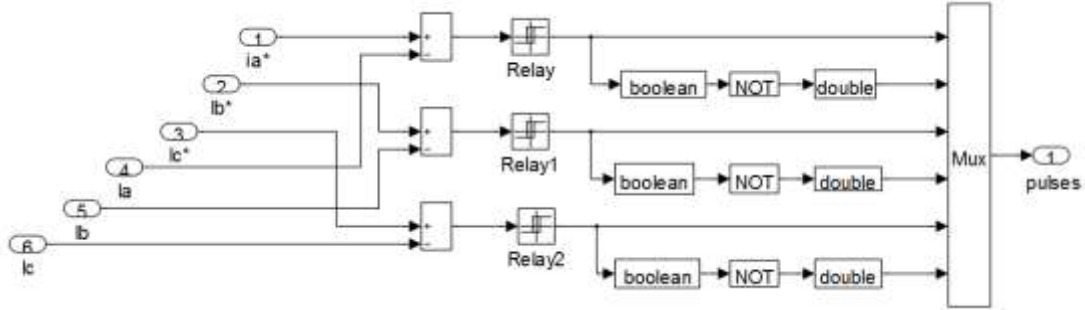 1
ia*
2
Ib*
3
Ic*
4
Ia
5
Ib
6
Ic
+
−
Relay
boolean
NOT
double
+
−
Relay1
boolean
NOT
double
+
−
Relay2
boolean
NOT
double
Mux
1
pulses